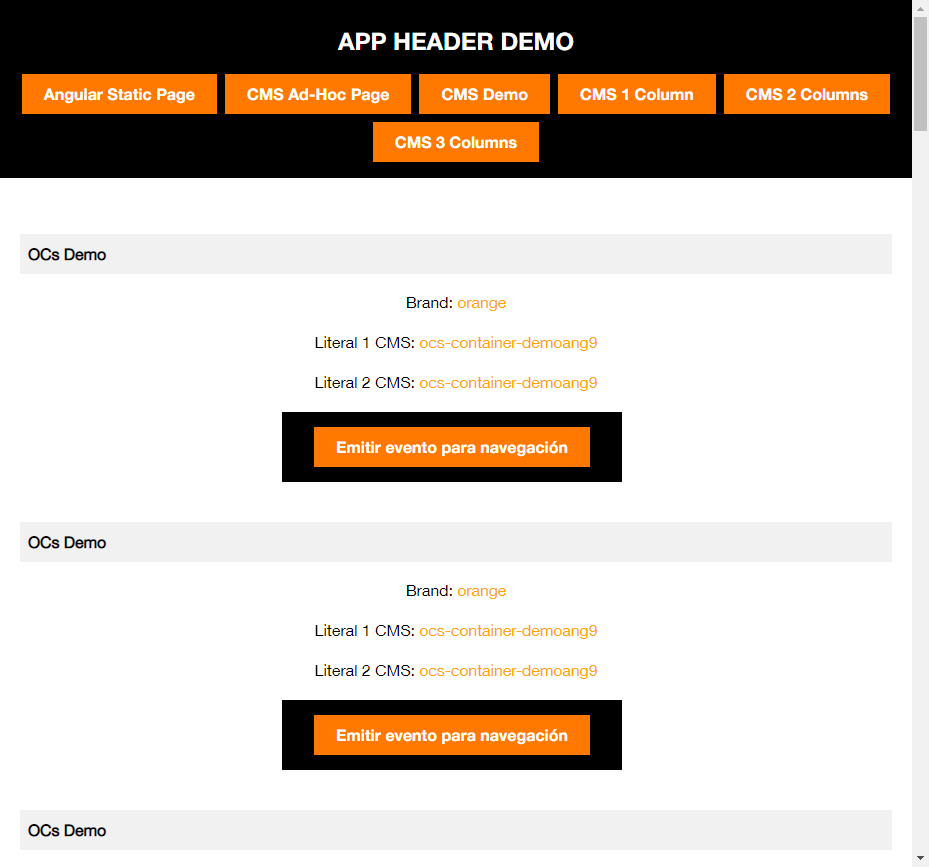 APP HEADER DEMO
Angular Static Page CMS Ad-Hoc Page CMS Demo CMS 1 Column CMS 2 Columns
CMS 3 Columns
OCs Demo
Brand: orange
Literal 1 CMS: ocs-container-demoang9
Literal 2 CMS: ocs-container-demoang9
Emitir evento para navegación
OCs Demo
Brand: orange
Literal 1 CMS: ocs-container-demoang9
Literal 2 CMS: ocs-container-demoang9
Emitir evento para navegación
OCs Demo